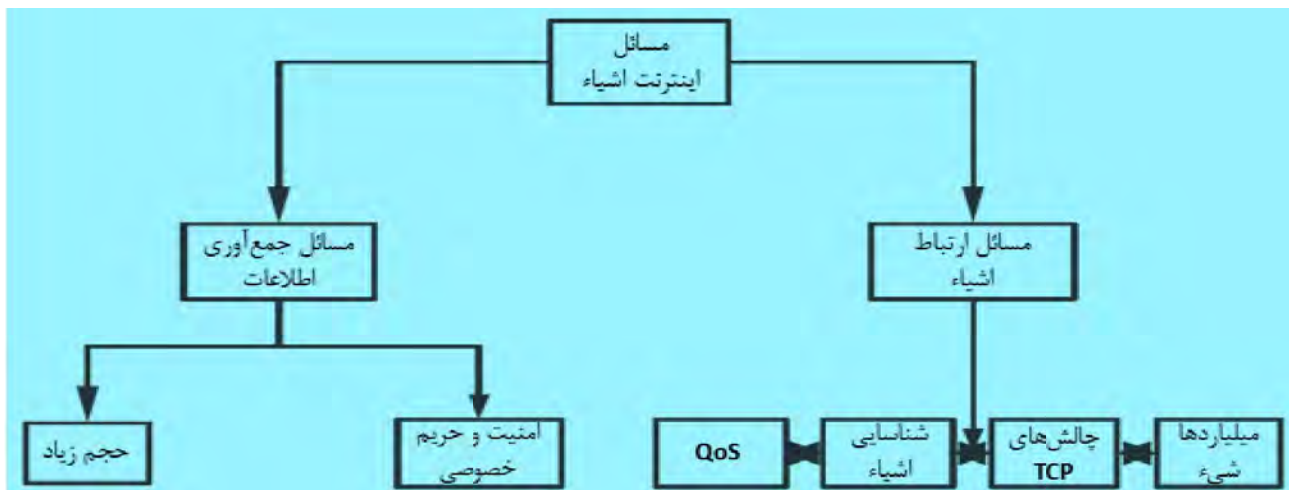 مسائل
اینترنت اشیاء
مسائل ارتباط
اشیاء
مسائل جمع‌آوری
اطلاعات
میلیاردها
شیء
چالش‌های
TCP
شناسایی
اشیاء
QoS
امنیت و حریم
خصوصی
حجم زیاد